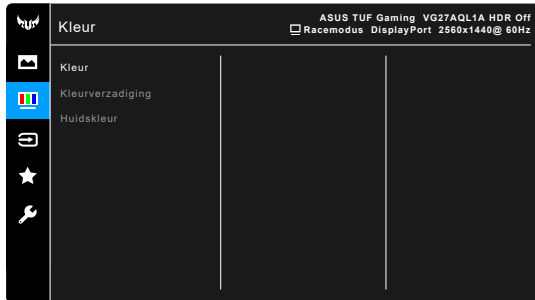 Kleur
ASUS TUF Gaming VG27AQL1A HDR Off
Racemodus DisplayPort 2560x1440@ 60Hz
Kleur
Kleurverzadiging
Huidskleur